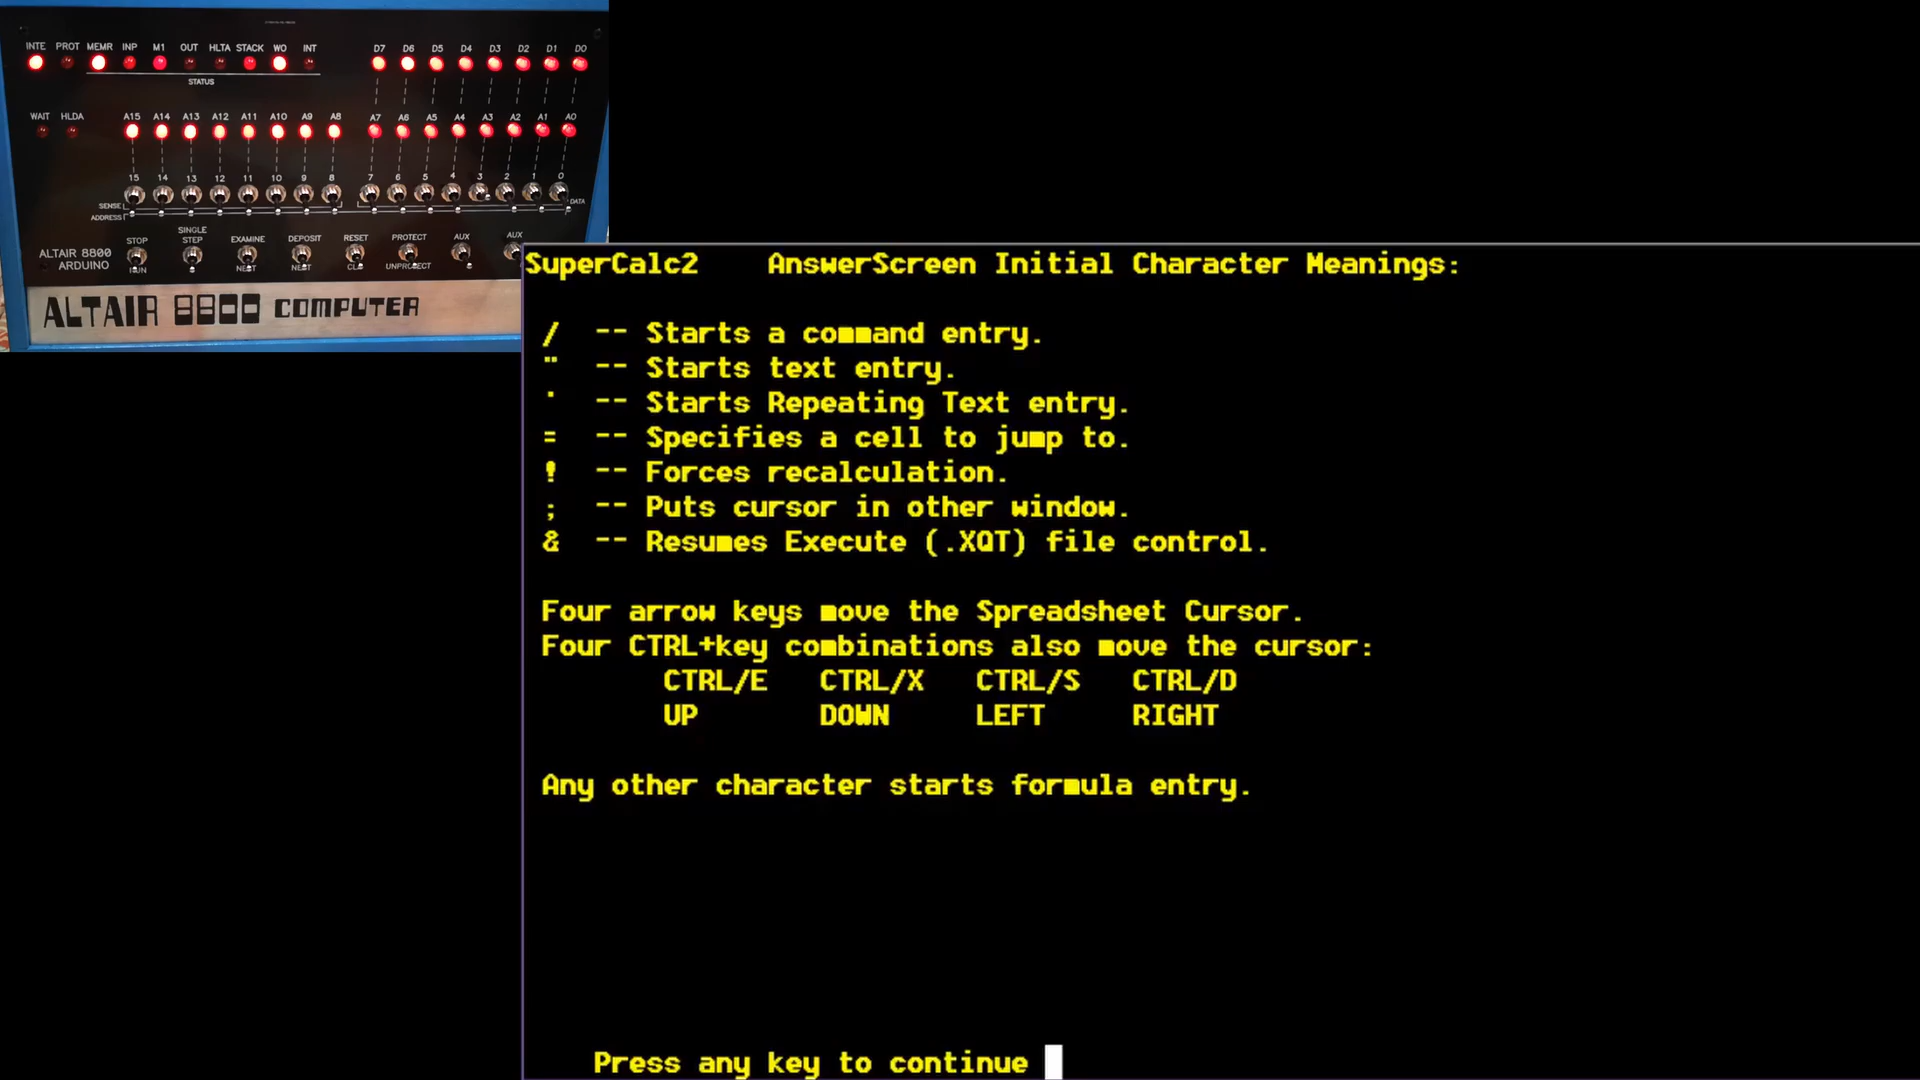 INTE PROT MEMR INP M1 OUT HLTA STACK WO INT D7 D6 D5 D4 D3 D2 D1 D0
STATUS
WAIT HLDA A15 A14 A13 A12 A11 A10 A9 A8 A7 A6 A5 A4 A3 A2 A1 A0
15 14 13 12 11 10 9 8 7 6 5 4 3 2 1 0
SENSE DATA
ADDRESS
STOP SINGLE STEP EXAMINE DEPOSIT RESET PROTECT AUX AUX
RUN NEXT NEXT CLR UNPROTECT
ALTAIR 8800
ARDUINO
ALTAIR 8800 COMPUTER
SuperCalc2 AnswerScreen Initial Character Meanings:
/ -- Starts a command entry.
" -- Starts text entry.
' -- Starts Repeating Text entry.
= -- Specifies a cell to jump to.
! -- Forces recalculation.
; -- Puts cursor in other window.
& -- Resumes Execute (.XQT) file control.
Four arrow keys move the Spreadsheet Cursor.
Four CTRL+key combinations also move the cursor:
CTRL/E CTRL/X CTRL/S CTRL/D
UP DOWN LEFT RIGHT
Any other character starts formula entry.
Press any key to continue